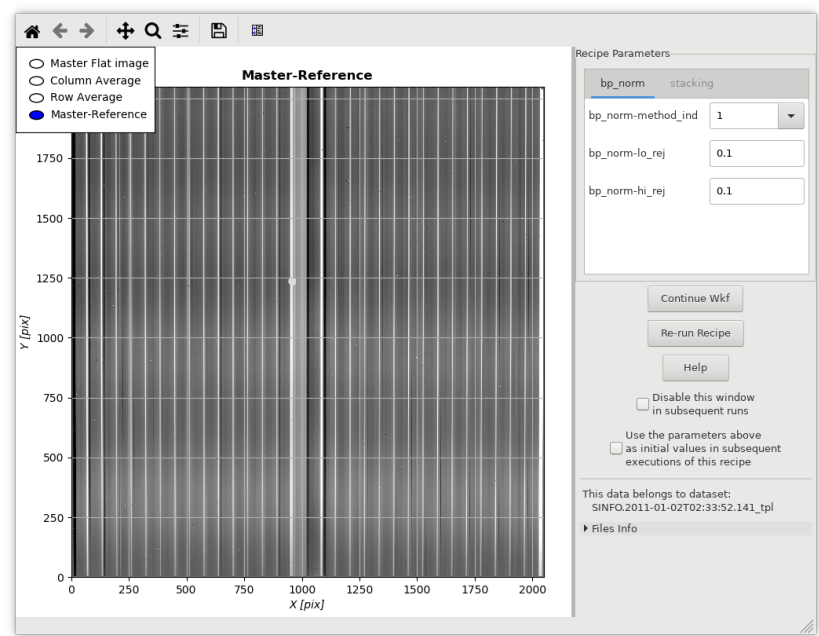 Master Flat image
Column Average
Row Average
Master-Reference
Master-Reference
1750
1500
1250
1000
750
500
250
0
Y [pix]
0 250 500 750 1000 1250 1500 1750 2000
X [pix]
Recipe Parameters
bp_norm stacking
bp_norm-method_ind 1
bp_norm-lo_rej 0.1
bp_norm-hi_rej 0.1
Continue Wkf
Re-run Recipe
Help
Disable this window
in subsequent runs
Use the parameters above
as initial values in subsequent
executions of this recipe
This data belongs to dataset:
SINFO.2011-01-02T02:33:52.141_tpl
Files Info